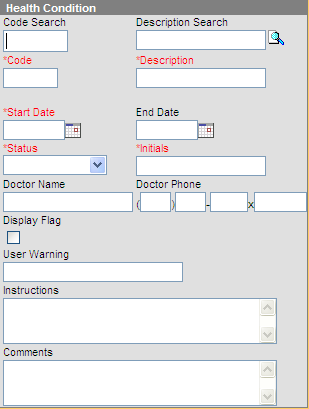 Health Condition
Code Search Description Search
*Code *Description
*Start Date End Date
*Status *Initials
Doctor Name Doctor Phone
( ) - x
Display Flag
User Warning
Instructions
Comments